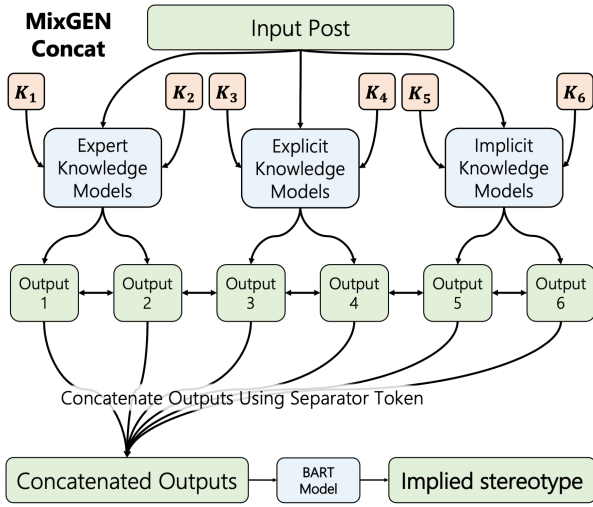 MixGEN
Concat
Input Post
K1
K2
K3
K4
K5
K6
Expert
Knowledge
Models
Explicit
Knowledge
Models
Implicit
Knowledge
Models
Output
1
Output
2
Output
3
Output
4
Output
5
Output
6
Concatenate Outputs Using Separator Token
Concatenated Outputs
BART
Model
Implied stereotype